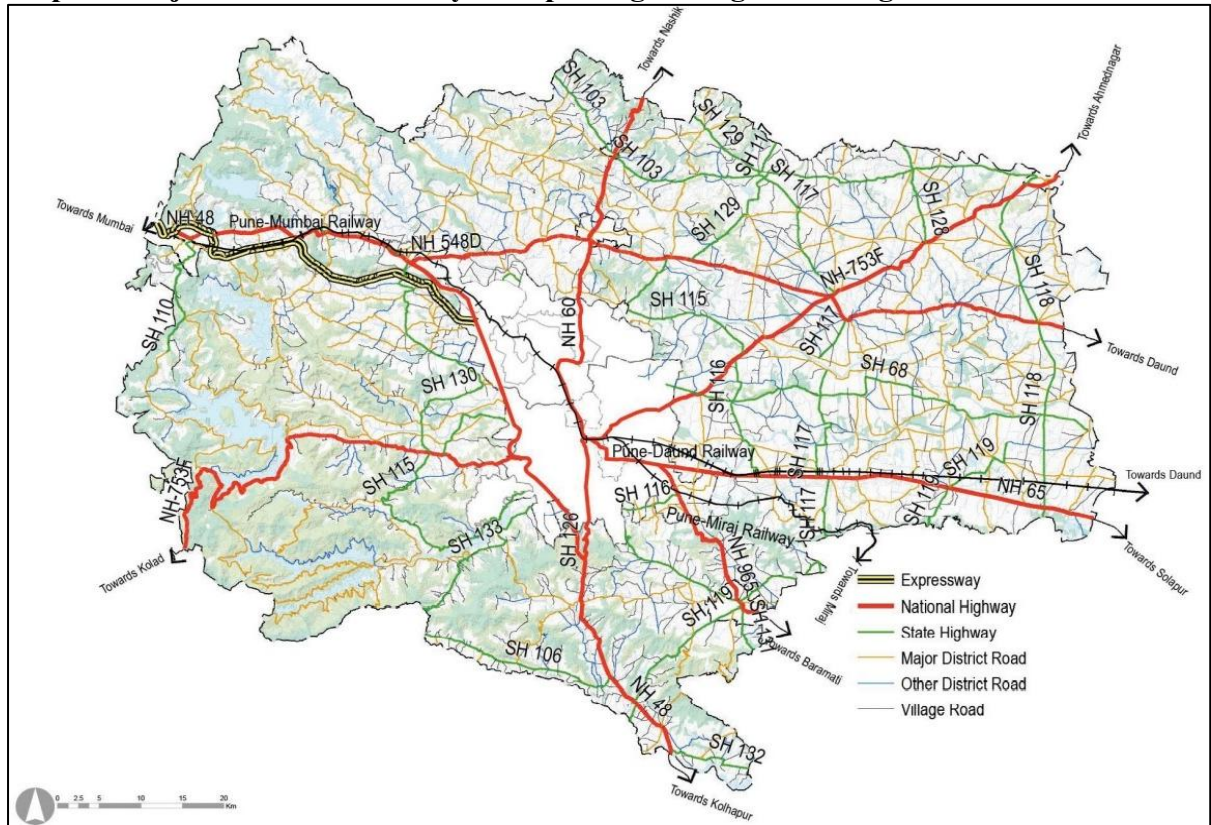 Towards Nashik
SH 103
SH 103
SH 129
SH 117
SH 117
SH 129
Towards Ahmednagar
SH 128
Towards Mumbai
NH 48
Pune-Mumbai Railway
NH 548D
NH-753F
SH 118
SH 110
SH 115
NH 60
SH 117
Towards Daund
SH 130
SH 116
SH 68
SH 118
Pune-Daund Railway
SH 117
SH 119
Towards Daund
NH-753F
SH 115
SH 116
NH 65
SH 119
SH 117
Pune-Miraj Railway
SH 133
SH 126
NH 965
Towards Solapur
Towards Kolad
Towards Miraj
SH 119
Towards Baramati
SH 106
NH 48
SH 132
Towards Kolhapur
Expressway
National Highway
State Highway
Major District Road
Other District Road
Village Road
0 2.5 5 10 15 20
Km